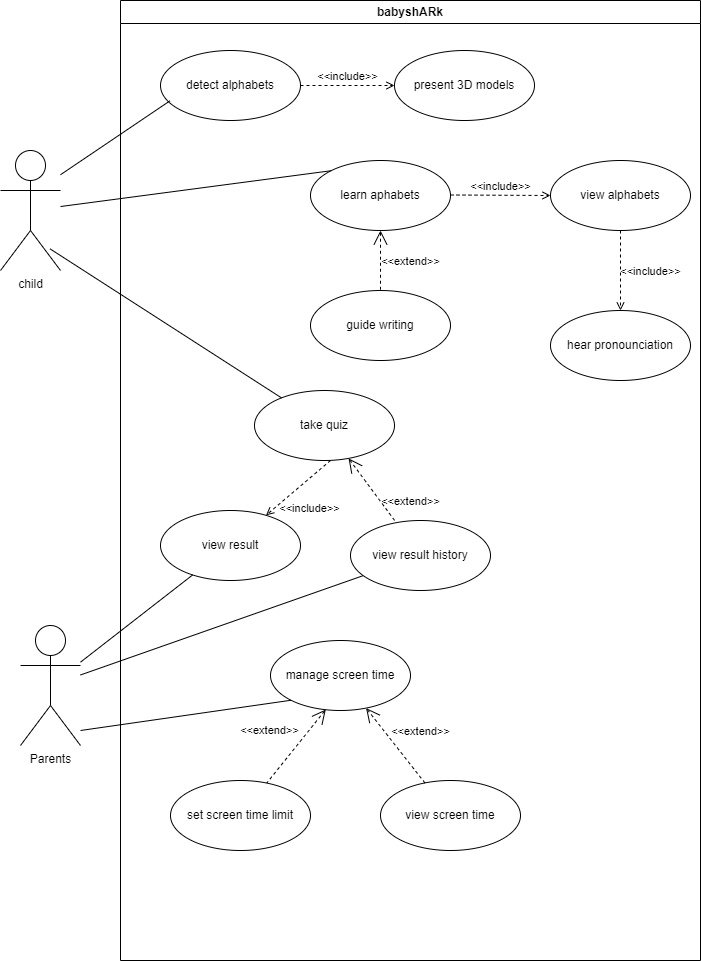 babyshARk
detect alphabets
<<include>>
present 3D models
learn aphabets
<<include>>
view alphabets
child
<<extend>>
<<include>>
guide writing
hear pronounciation
take quiz
<<include>>
<<extend>>
view result
view result history
manage screen time
Parents
<<extend>>
<<extend>>
set screen time limit
view screen time